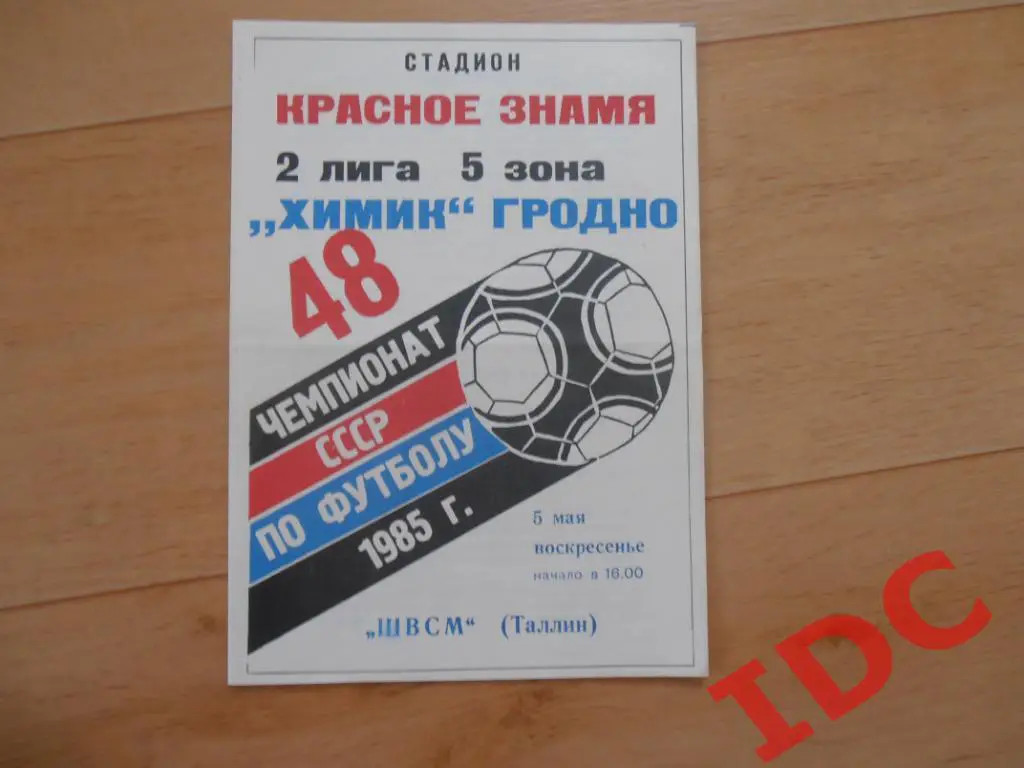 СТАДИОН
КРАСНОЕ ЗНАМЯ
2 лига 5 зона
„ХИМИК“ ГРОДНО
48
ЧЕМПИОНАТ
СССР
ПО ФУТБОЛУ
1985 г.
5 мая
воскресенье
начало в 16.00
„ШВСМ“ (Таллин)
IDC